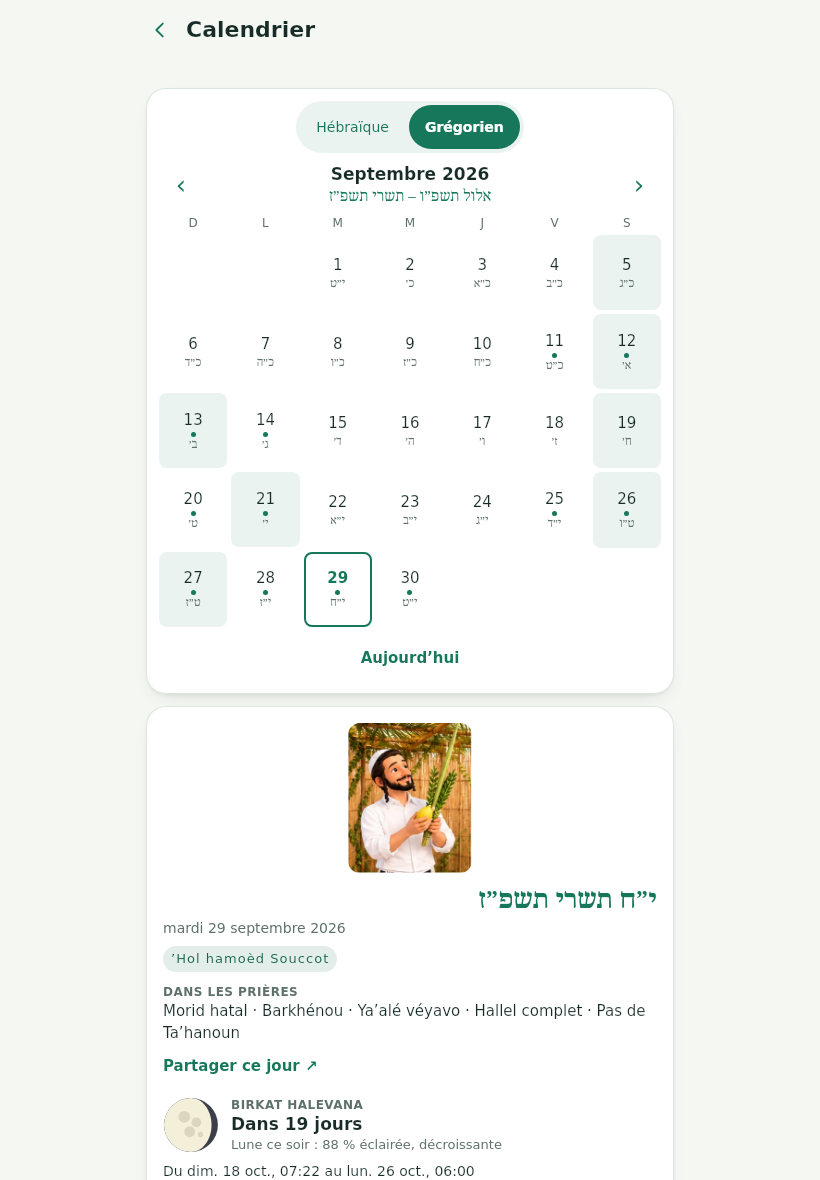 Calendrier
Hébraïque Grégorien
Septembre 2026
אלול תשפ״ו – תשרי תשפ״ז
D L M M J V S
1 2 3 4 5
י״ט כ׳ כ״א כ״ב כ״ג
6 7 8 9 10 11 12
כ״ד כ״ה כ״ו כ״ז כ״ח כ״ט א׳
13 14 15 16 17 18 19
ב׳ ג׳ ד׳ ה׳ ו׳ ז׳ ח׳
20 21 22 23 24 25 26
ט׳ י׳ י״א י״ב י״ג י״ד ט״ו
27 28 29 30
ט״ז י״ז י״ח י״ט
Aujourd’hui
י״ח תשרי תשפ״ז
mardi 29 septembre 2026
’Hol hamoèd Souccot
DANS LES PRIÈRES
Morid hatal · Barkhénou · Ya’alé véyavo · Hallel complet · Pas de
Ta’hanoun
Partager ce jour ↗
BIRKAT HALEVANA
Dans 19 jours
Lune ce soir : 88 % éclairée, décroissante
Du dim. 18 oct., 07:22 au lun. 26 oct., 06:00